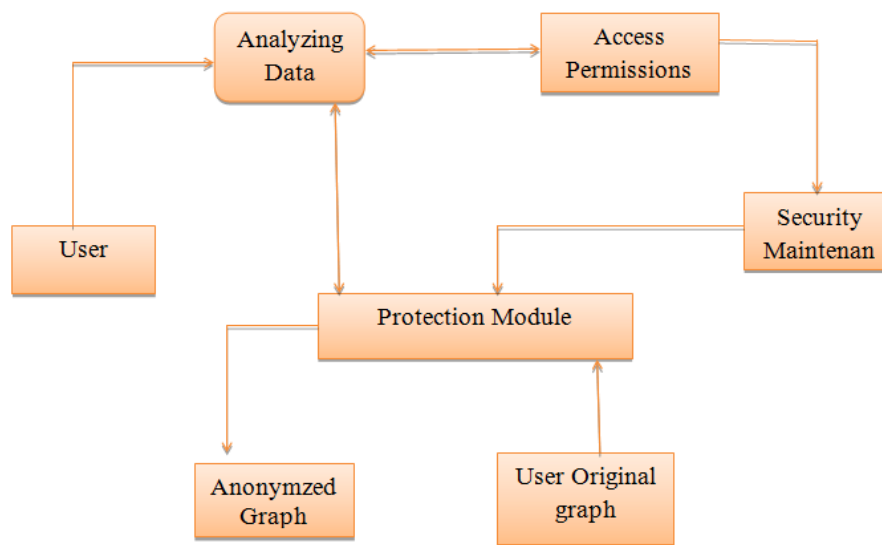 Analyzing
Data
Access
Permissions
User
Security
Maintenan
Protection Module
Anonymzed
Graph
User Original
graph